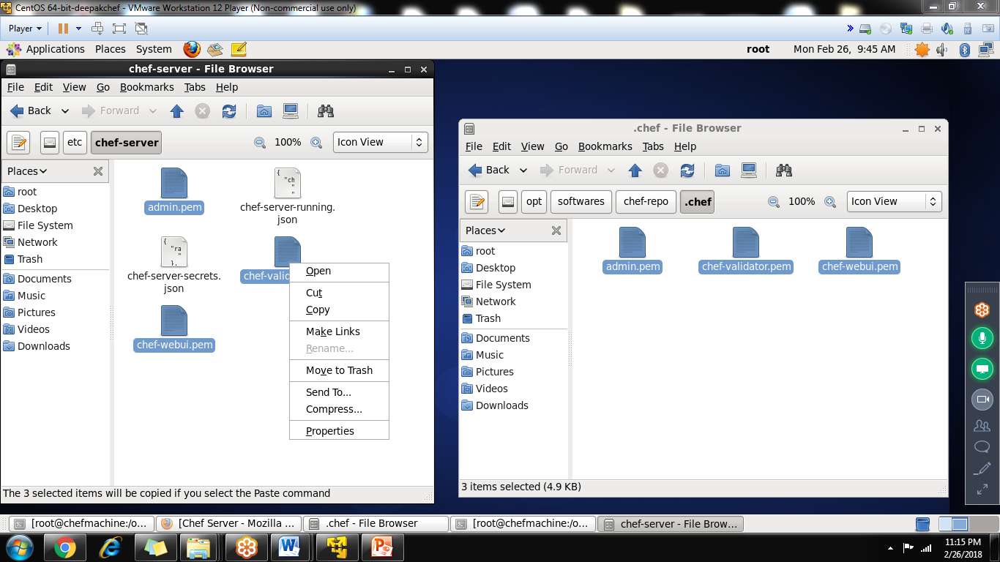 CentOS 64-bit-deepakchef - VMware Workstation 12 Player (Non-commercial use only)
Player
Applications Places System
root Mon Feb 26, 9:45 AM
chef-server - File Browser
File Edit View Go Bookmarks Tabs Help
Back Forward
etc chef-server 100% Icon View
Places
root
Desktop
File System
Network
Trash
Documents
Music
Pictures
Videos
Downloads
admin.pem
chef-server-running.
json
chef-server-secrets.
json
chef-valid
chef-webui.pem
Open
Cut
Copy
Make Links
Rename...
Move to Trash
Send To...
Compress...
Properties
The 3 selected items will be copied if you select the Paste command
.chef - File Browser
File Edit View Go Bookmarks Tabs Help
Back Forward
opt softwares chef-repo .chef 100% Icon View
Places
root
Desktop
File System
Network
Trash
Documents
Music
Pictures
Videos
Downloads
admin.pem chef-validator.pem chef-webui.pem
3 items selected (4.9 KB)
[root@chefmachine:/o... [Chef Server - Mozilla ... .chef - File Browser [root@chefmachine:/o... chef-server - File Brow...
11:15 PM
2/26/2018